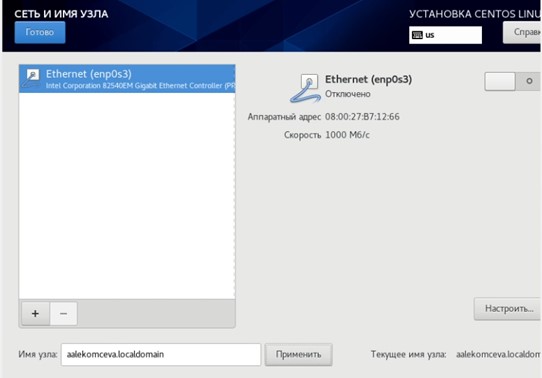 СЕТЬ И ИМЯ УЗЛА
УСТАНОВКА CENTOS LINU
Готово
us
Справк
Ethernet (enp0s3)
Intel Corporation 82540EM Gigabit Ethernet Controller (PR
Ethernet (enp0s3)
Отключено
Аппаратный адрес 08:00:27:B7:12:66
Скорость 1000 Мб/с
+ −
Настроить...
Имя узла: aalekomceva.localdomain Применить Текущее имя узла: aalekomceva.localdom